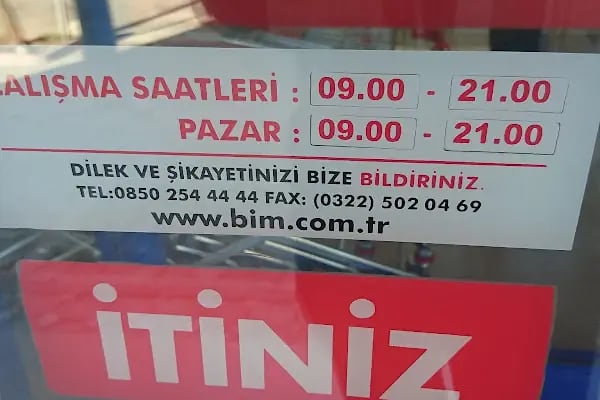 ÇALIŞMA SAATLERİ : 09.00 - 21.00
PAZAR : 09.00 - 21.00
DİLEK VE ŞİKAYETİNİZİ BİZE BİLDİRİNİZ.
TEL:0850 254 44 44 FAX: (0322) 502 04 69
www.bim.com.tr
İTİNİZ